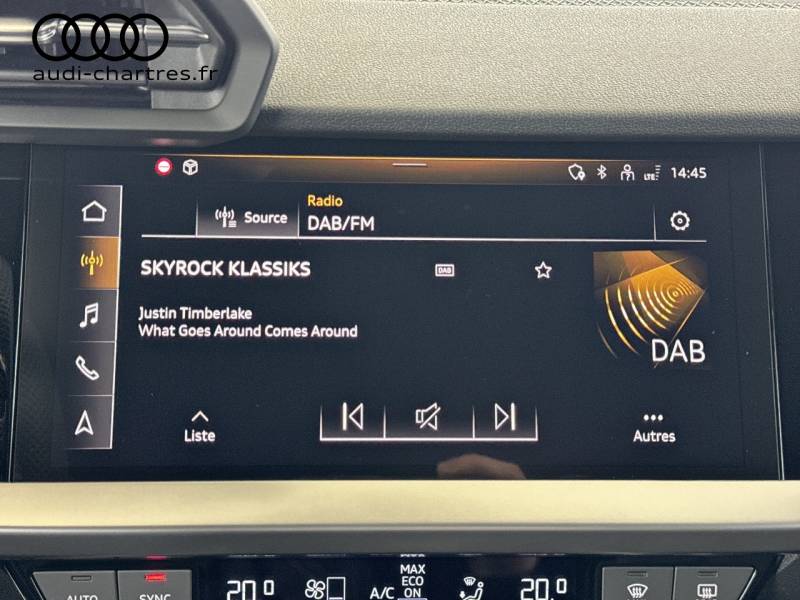 audi-chartres.fr
LTE 14:45
Source
Radio
DAB/FM
SKYROCK KLASSIKS
DAB
Justin Timberlake
What Goes Around Comes Around
DAB
Liste
Autres
AUTO
SYNC
20.0
A/C
MAX
ECO
ON
20.0